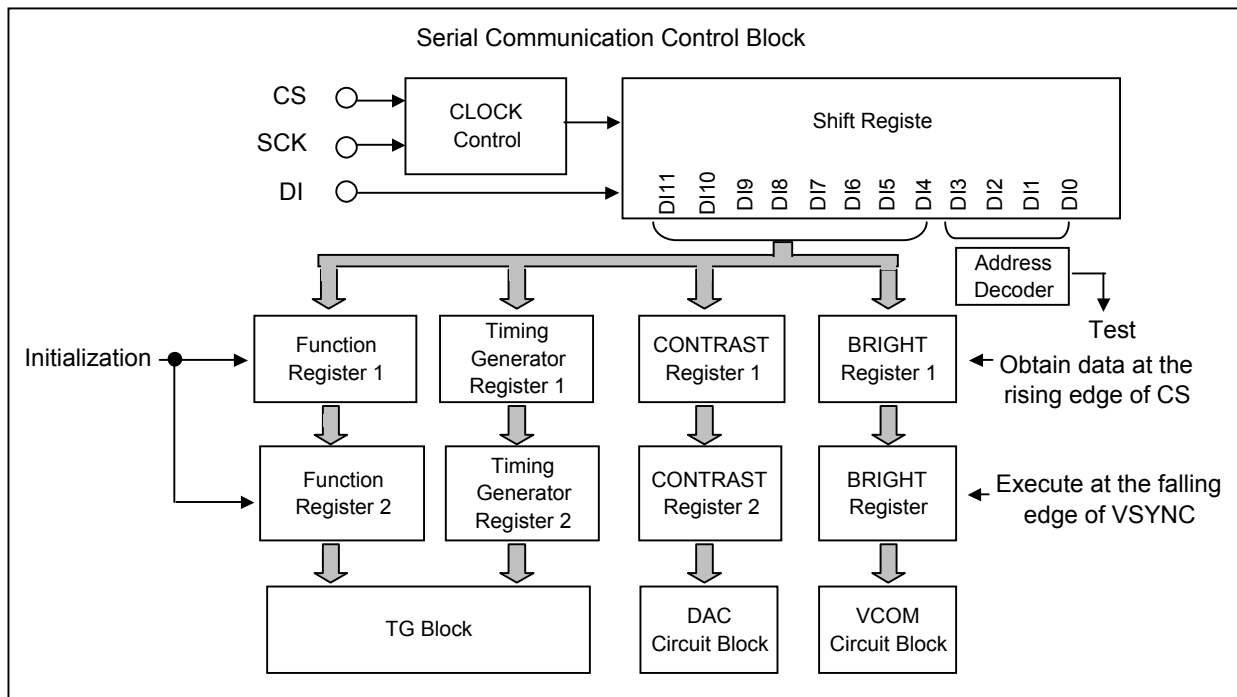 Serial Communication Control Block
CS
SCK
DI
CLOCK
Control
Shift Registe
DI11
DI10
DI9
DI8
DI7
DI6
DI5
DI4
DI3
DI2
DI1
DI0
Address
Decoder
Test
Initialization
Function
Register 1
Timing
Generator
Register 1
CONTRAST
Register 1
BRIGHT
Register 1
Obtain data at the
rising edge of CS
Function
Register 2
Timing
Generator
Register 2
CONTRAST
Register 2
BRIGHT
Register
Execute at the falling
edge of VSYNC
TG Block
DAC
Circuit Block
VCOM
Circuit Block